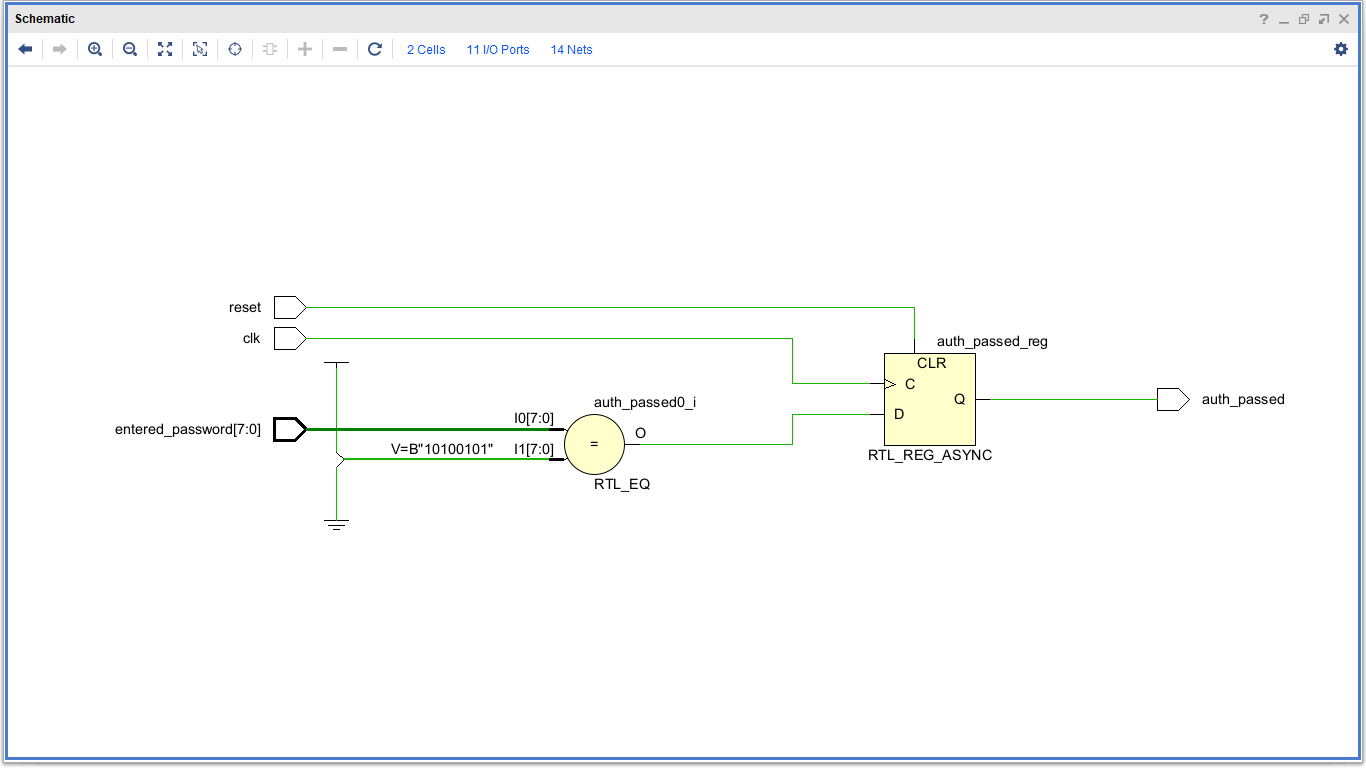 Schematic
2 Cells 11 I/O Ports 14 Nets
reset
clk
auth_passed_reg
CLR
C
Q
D
RTL_REG_ASYNC
auth_passed
auth_passed0_i
entered_password[7:0]
I0[7:0]
O
=
V=B"10100101" I1[7:0]
RTL_EQ